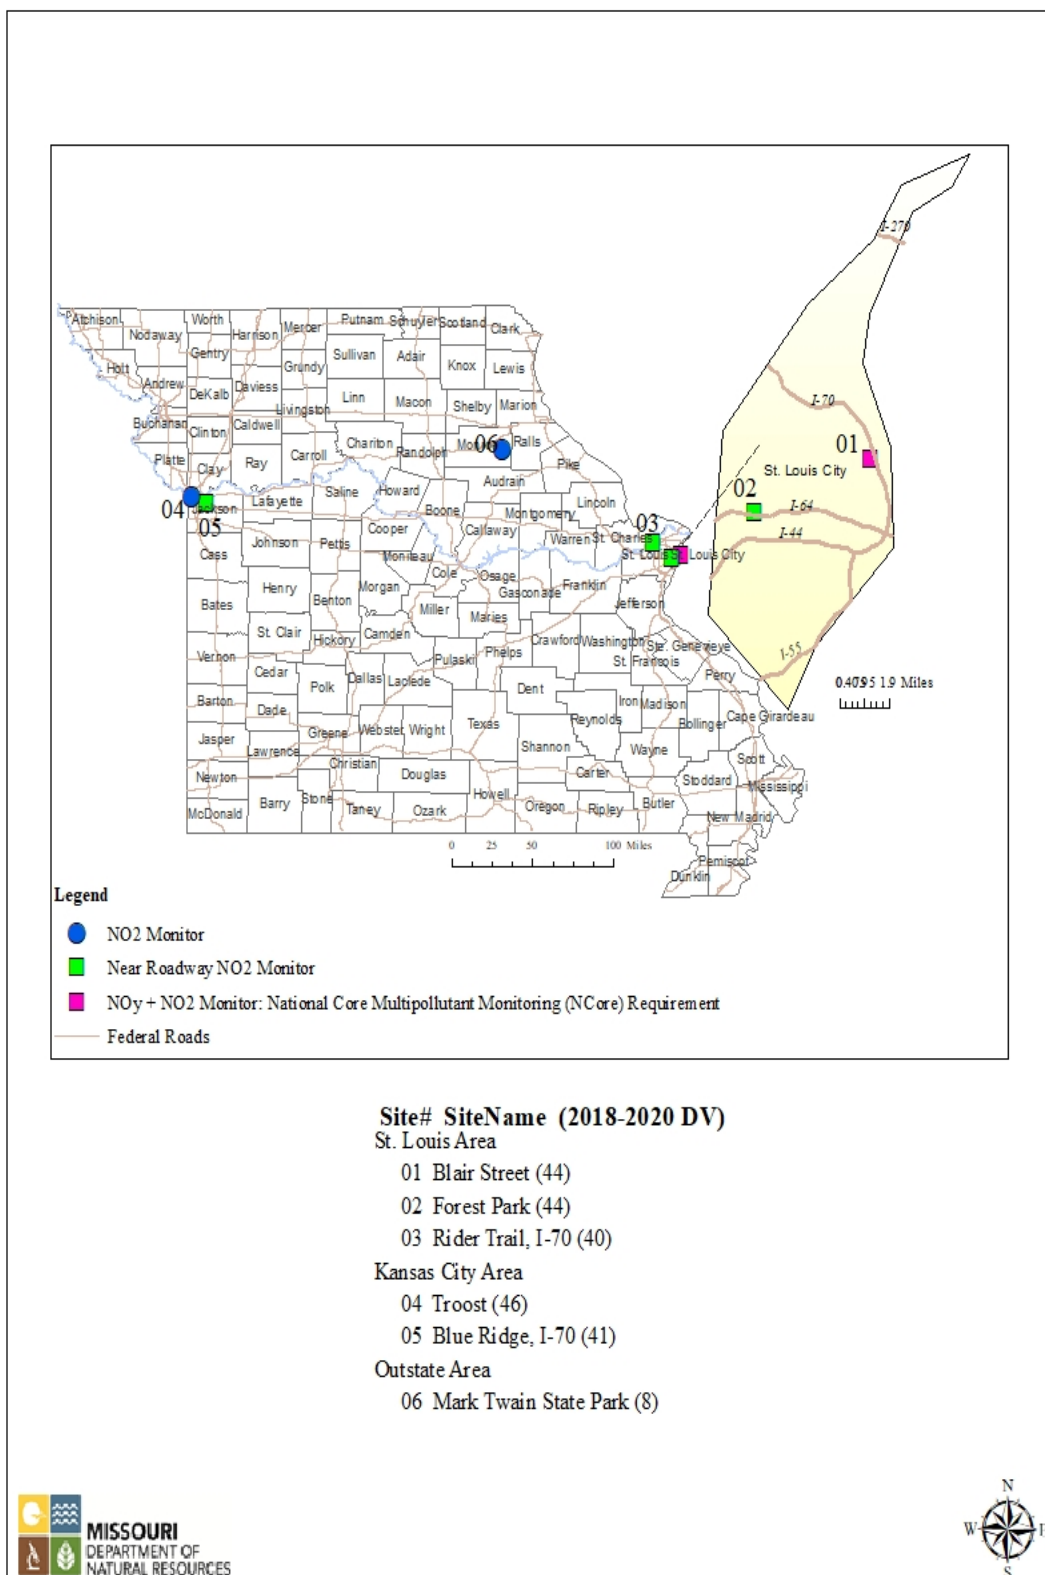 I-270
I-70
01
St. Louis City
02
I-64
I-44
I-55
0 1.9 Miles
Atchison
Nodaway
Worth
Harrison
Mercer
Putnam
Schuyler
Scotland
Clark
Holt
Gentry
Sullivan
Adair
Knox
Lewis
Andrew
DeKalb
Daviess
Grundy
Linn
Macon
Shelby
Marion
Buchanan
Clinton
Caldwell
Livingston
Chariton
Randolph
06
Ralls
Platte
Clay
Ray
Carroll
Pike
Audrain
04
05
Jackson
Lafayette
Saline
Howard
Boone
Callaway
Montgomery
Lincoln
03
Warren
St. Charles
St. Louis
St. Louis City
Cass
Johnson
Pettis
Cooper
Moniteau
Cole
Osage
Gasconade
Franklin
Jefferson
Bates
Henry
Benton
Morgan
Miller
Maries
St. Clair
Hickory
Camden
Crawford
Washington
Ste. Genevieve
Vernon
Cedar
Polk
Dallas
Laclede
Pulaski
Phelps
St. Francois
Perry
Barton
Dade
Dent
Iron
Madison
Bollinger
Cape Girardeau
Jasper
Lawrence
Greene
Webster
Wright
Texas
Reynolds
Shannon
Wayne
Scott
Newton
Christian
Douglas
Carter
Stoddard
Mississippi
McDonald
Barry
Stone
Taney
Ozark
Howell
Oregon
Ripley
Butler
New Madrid
Pemiscot
Dunklin
0 25 50 100 Miles
Legend
NO2 Monitor
Near Roadway NO2 Monitor
NOy + NO2 Monitor: National Core Multipollutant Monitoring (NCore) Requirement
Federal Roads
Site# SiteName (2018-2020 DV)
St. Louis Area
01 Blair Street (44)
02 Forest Park (44)
03 Rider Trail, I-70 (40)
Kansas City Area
04 Troost (46)
05 Blue Ridge, I-70 (41)
Outstate Area
06 Mark Twain State Park (8)
MISSOURI
DEPARTMENT OF
NATURAL RESOURCES
N
W E
S